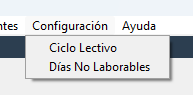 ntes Configuración Ayuda
Ciclo Lectivo
Días No Laborables